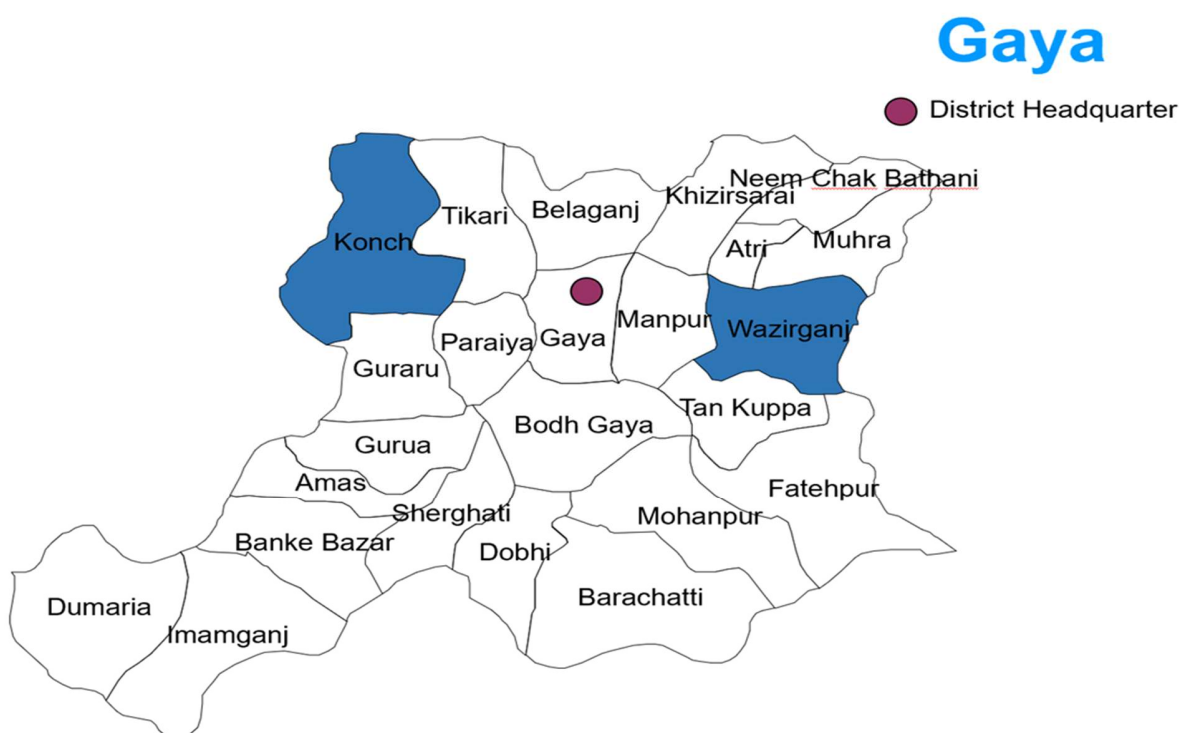 Gaya
District Headquarter
Neem Chak Bathani
Khizirsarai
Tikari
Belaganj
Konch
Atri
Muhra
Manpur
Wazirganj
Paraiya
Gaya
Guraru
Tan Kuppa
Bodh Gaya
Gurua
Amas
Fatehpur
Sherghati
Mohanpur
Banke Bazar
Dobhi
Barachatti
Dumaria
Imamganj